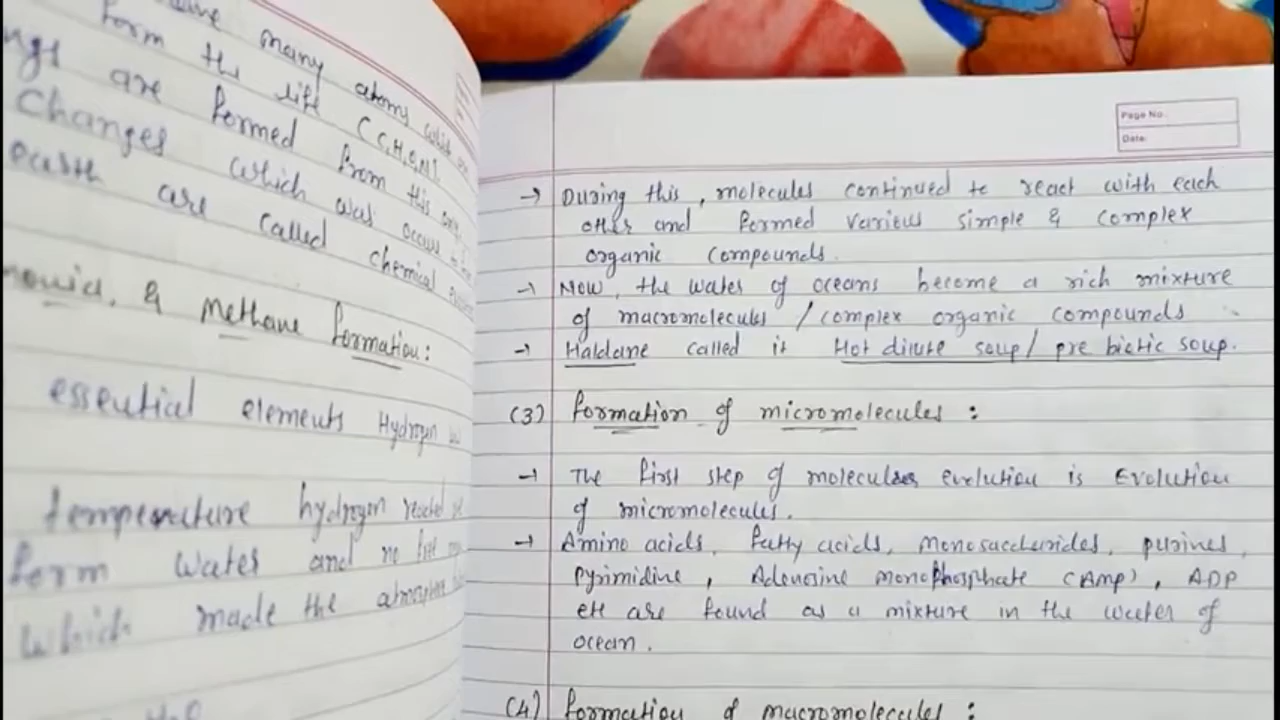 many atoms
form the life (C,H,O,N).
are formed from this
Changes which was occur
earth are called chemical
& Methane formation:
essential elements Hydrogen
temperature hydrogen reacted
form water and no free
which made the atmosphere
Page No.:
Date:
→ During this, molecules continued to react with each
other and formed various simple & complex
organic compounds.
→ Now, the water of oceans become a rich mixture
of macromolecules / complex organic compounds
→ Haldane called it Hot dilute soup / pre biotic soup.
(3) formation of micromolecules :
→ The first step of molecular evolution is Evolution
of micromolecules.
→ Amino acids, fatty acids, monosaccharides, purines,
pyrimidine, Adenosine monophosphate (AMP), ADP
etc are found as a mixture in the water of
ocean.
(4) formation of macromolecules :